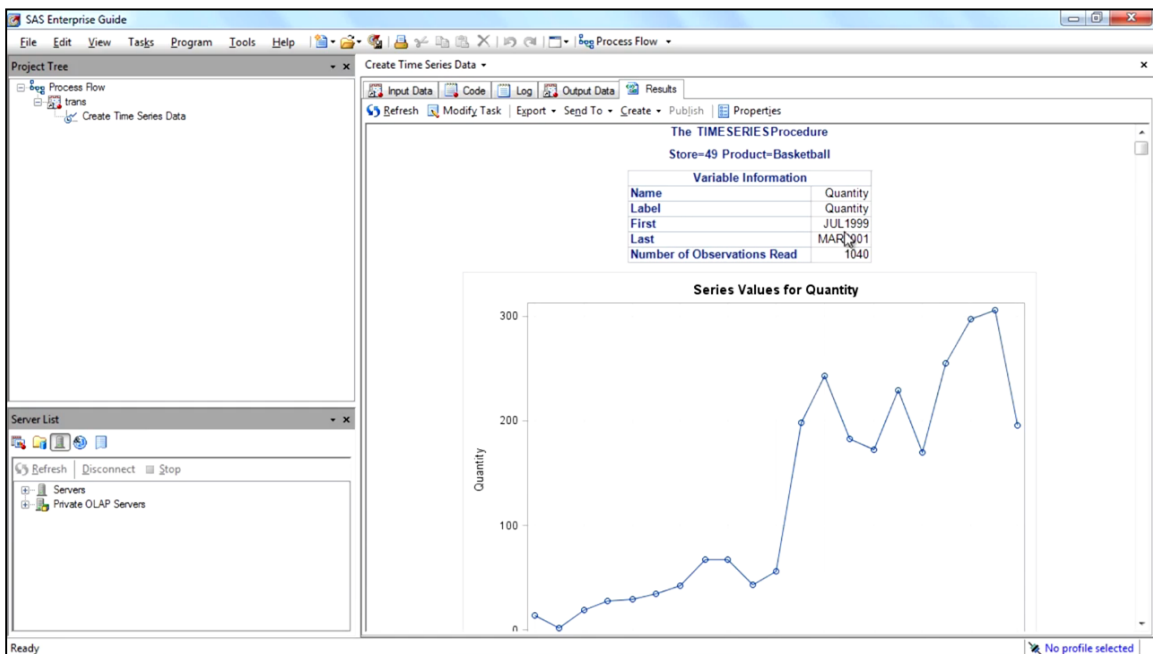 SAS Enterprise Guide
File Edit View Tasks Program Tools Help Process Flow
Project Tree
Process Flow
trans
Create Time Series Data
Server List
Refresh Disconnect Stop
Servers
Private OLAP Servers
Create Time Series Data
Input Data Code Log Output Data Results
Refresh Modify Task Export Send To Create Publish Properties
The TIMESERIES Procedure
Store=49 Product=Basketball
Variable Information
Name Quantity
Label Quantity
First JUL1999
Last
Number of Observations Read 1040
Series Values for Quantity
300
200
100
0
Quantity
Ready
No profile selected